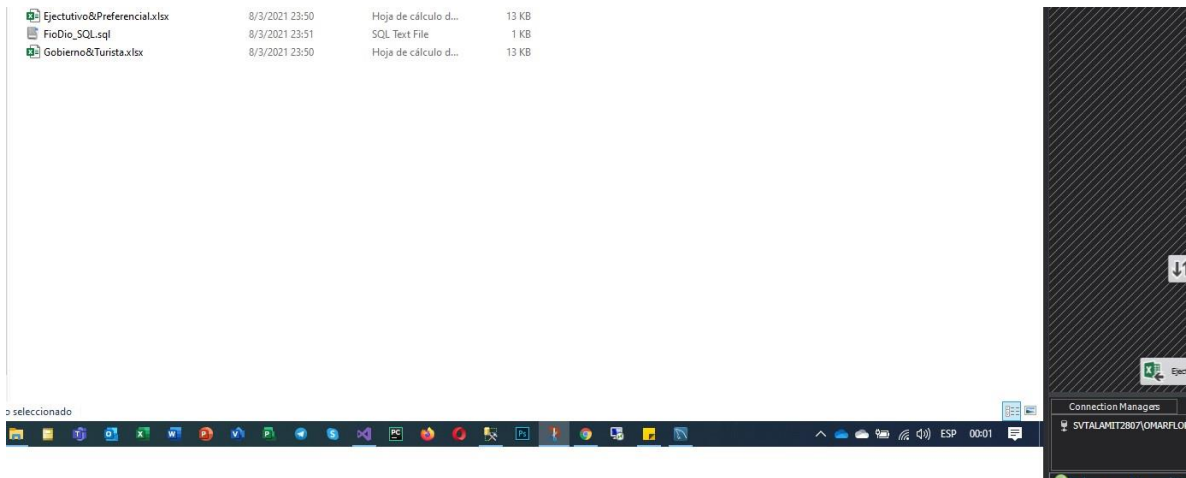 Ejectutivo&Preferencial.xlsx 8/3/2021 23:50 Hoja de cálculo d... 13 KB
FioDio_SQL.sql 8/3/2021 23:51 SQL Text File 1 KB
Gobierno&Turista.xlsx 8/3/2021 23:50 Hoja de cálculo d... 13 KB
Ejec
o seleccionado
Connection Managers
SVTALAMIT2807\OMARFLOR
ESP 00:01